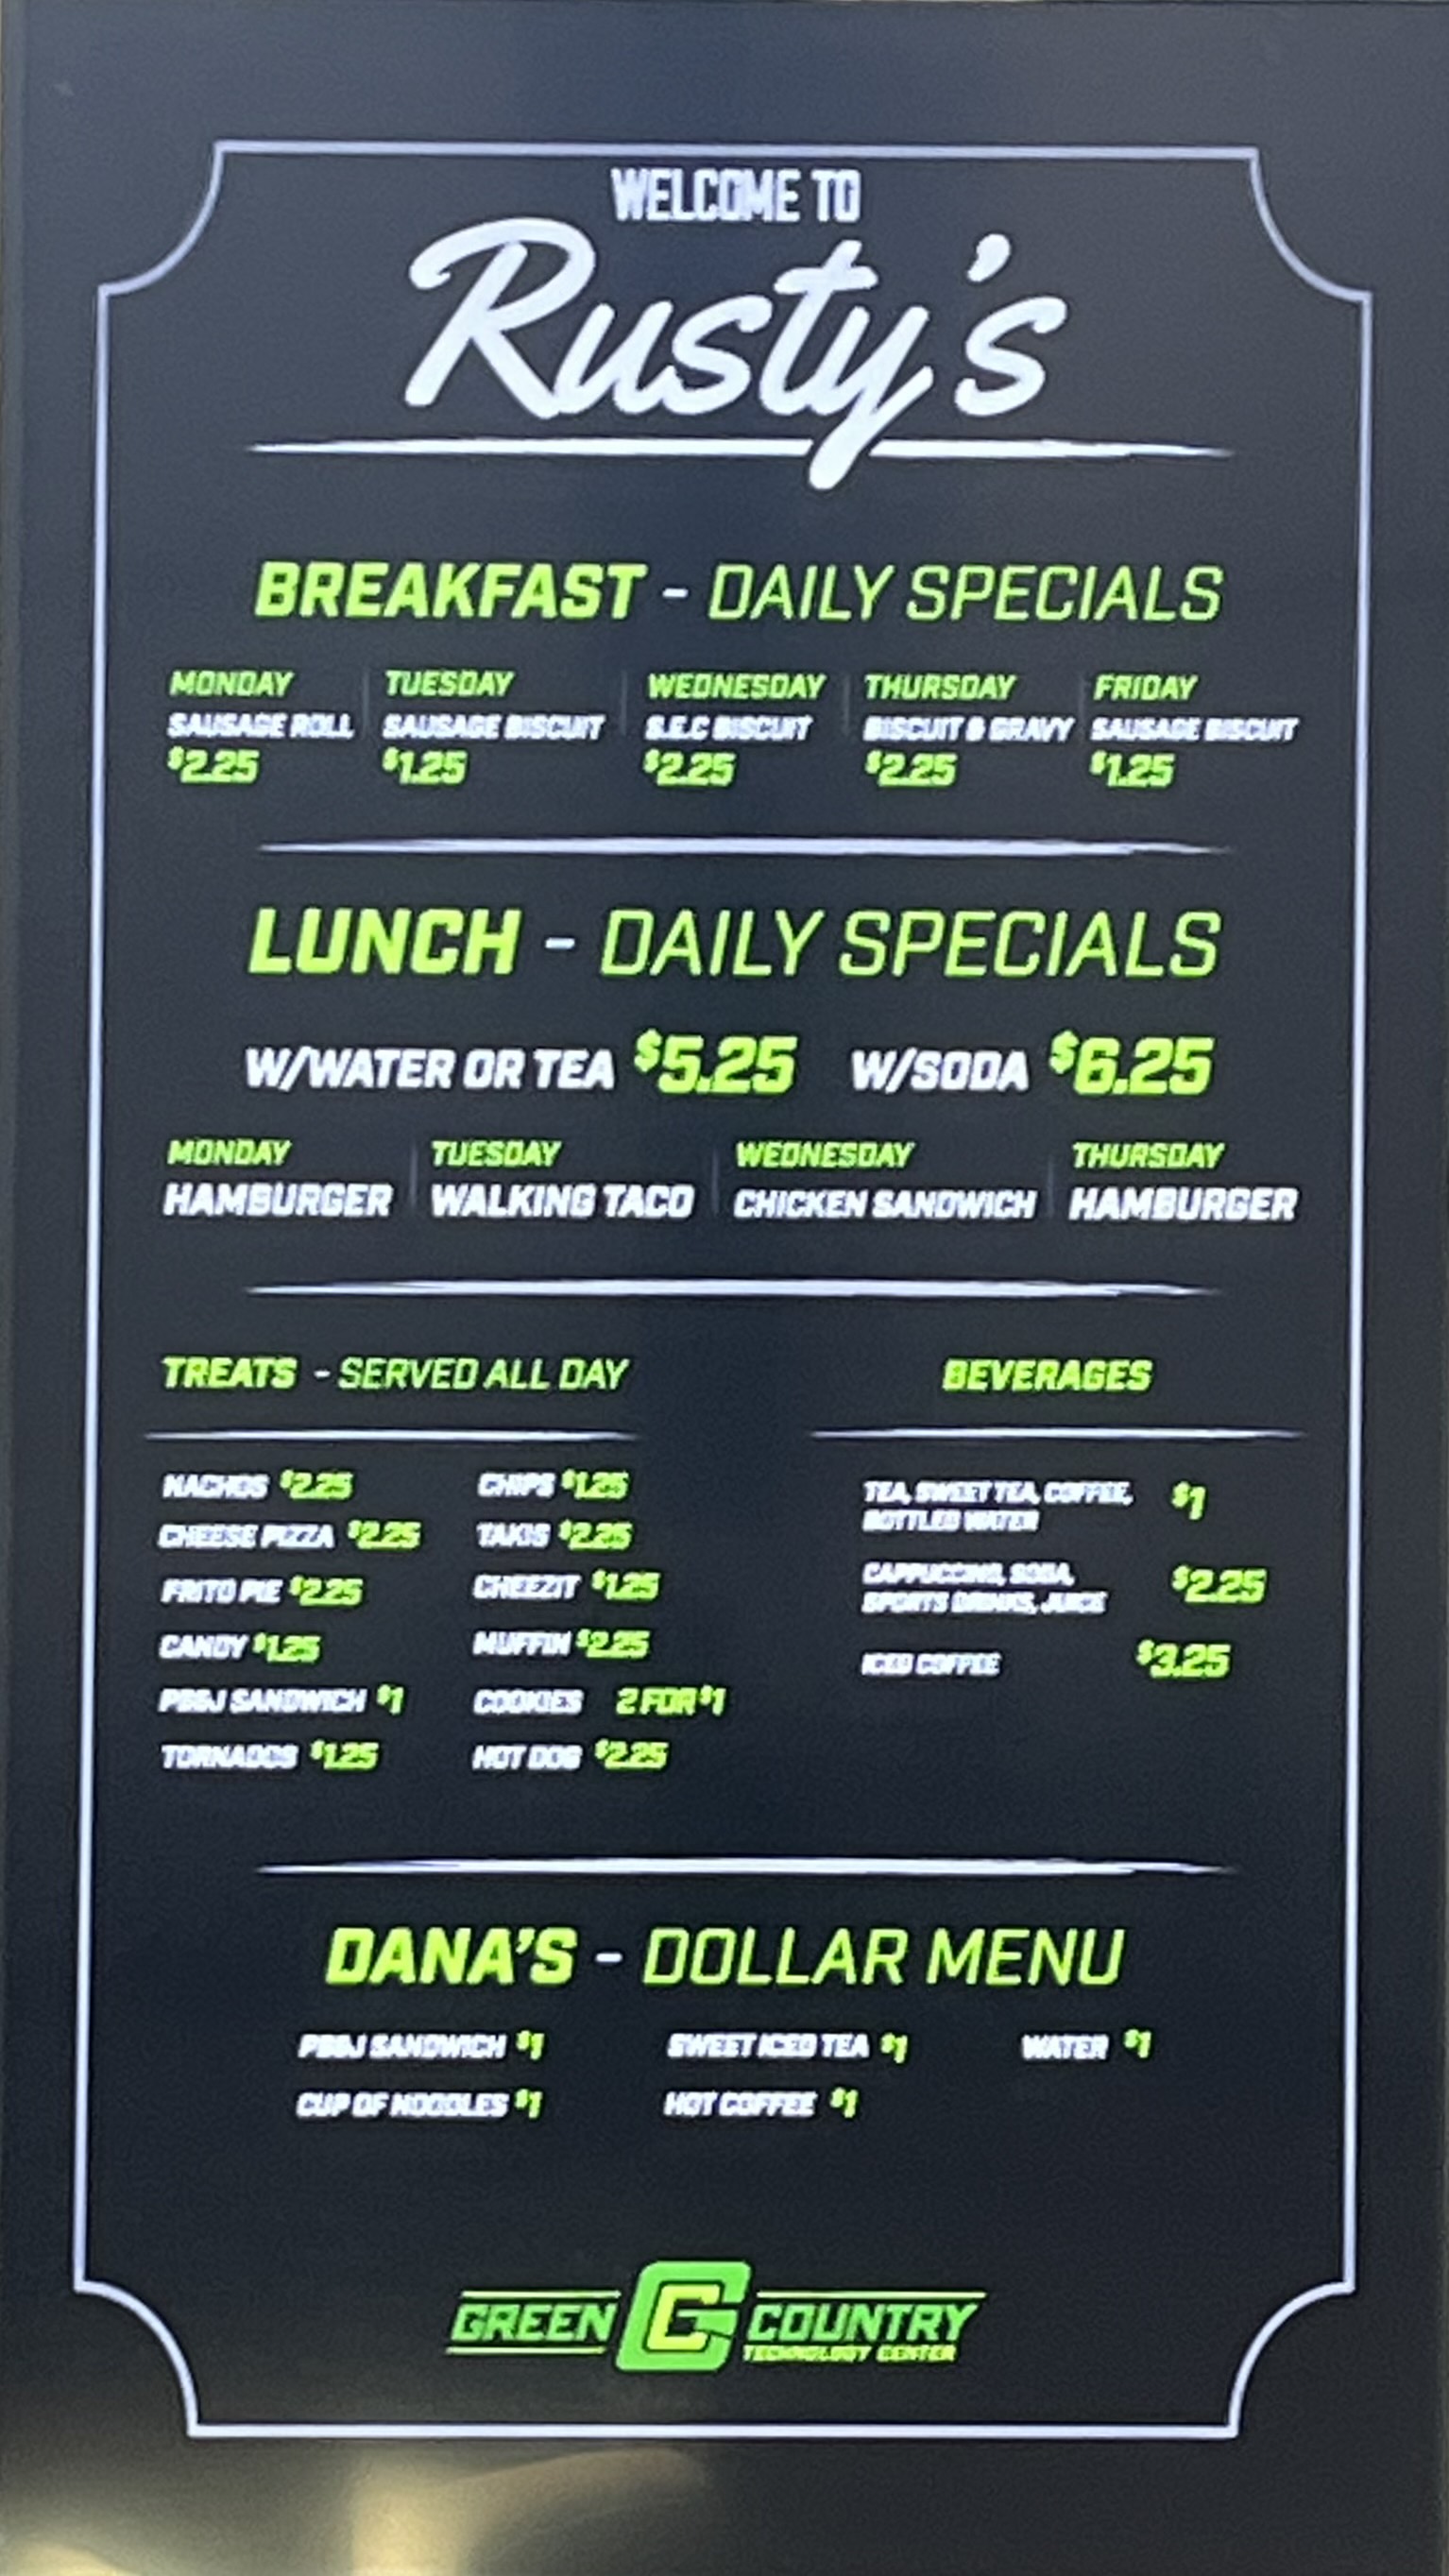 WELCOME TO
Rusty's
BREAKFAST - DAILY SPECIALS
MONDAY TUESDAY WEDNESDAY THURSDAY FRIDAY
SAUSAGE ROLL SAUSAGE BISCUIT S.E.C BISCUIT BISCUIT & GRAVY SAUSAGE BISCUIT
$2.25 $1.25 $2.25 $2.25 $1.25
LUNCH - DAILY SPECIALS
W/WATER OR TEA $5.25 W/SODA $6.25
MONDAY TUESDAY WEDNESDAY THURSDAY
HAMBURGER WALKING TACO CHICKEN SANDWICH HAMBURGER
TREATS - SERVED ALL DAY
NACHOS $2.25 CHIPS $1.25
CHEESE PIZZA $2.25 TAKIS $2.25
FRITO PIE $2.25 CHEEZIT $1.25
CANDY $1.25 MUFFIN $2.25
PB&J SANDWICH $1 COOKIES 2 FOR $1
TORNADOS $1.25 HOT DOG $2.25
BEVERAGES
TEA, SWEET TEA, COFFEE, $1
BOTTLED WATER
CAPPUCCINO, SODA, $2.25
SPORTS DRINKS, JUICE
ICED COFFEE $3.25
DANA'S - DOLLAR MENU
PB&J SANDWICH $1 SWEET ICED TEA $1 WATER $1
CUP OF NOODLES $1 HOT COFFEE $1
GREEN G COUNTRY
TECHNOLOGY CENTER